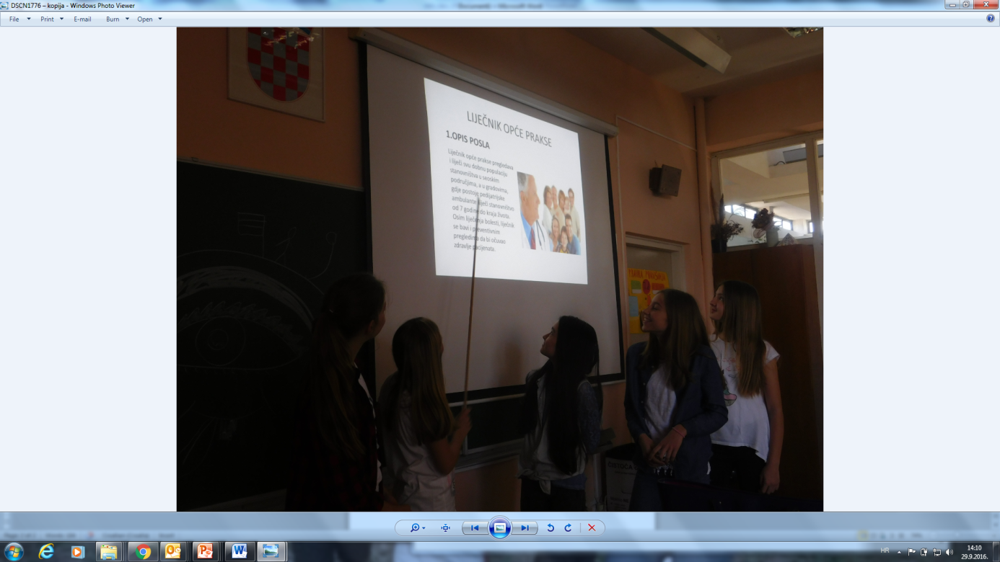 DSCN1776 – kopija - Windows Photo Viewer
File Print E-mail Burn Open
LIJEČNIK OPĆE PRAKSE
1.OPIS POSLA
Liječnik opće prakse pregledava
i liječi svu dobnu populaciju
stanovništva u seoskim
područjima, a u gradovima,
gdje postoje pedijatrijske
ambulante liječi stanovništvo
od 7 godine do kraja života.
Osim liječenja bolesti, liječnik
se bavi i preventivnim
pregledima da bi očuvao
zdravlje pacijenata.
ČISTOĆA
HR
14:10
29.9.2016.